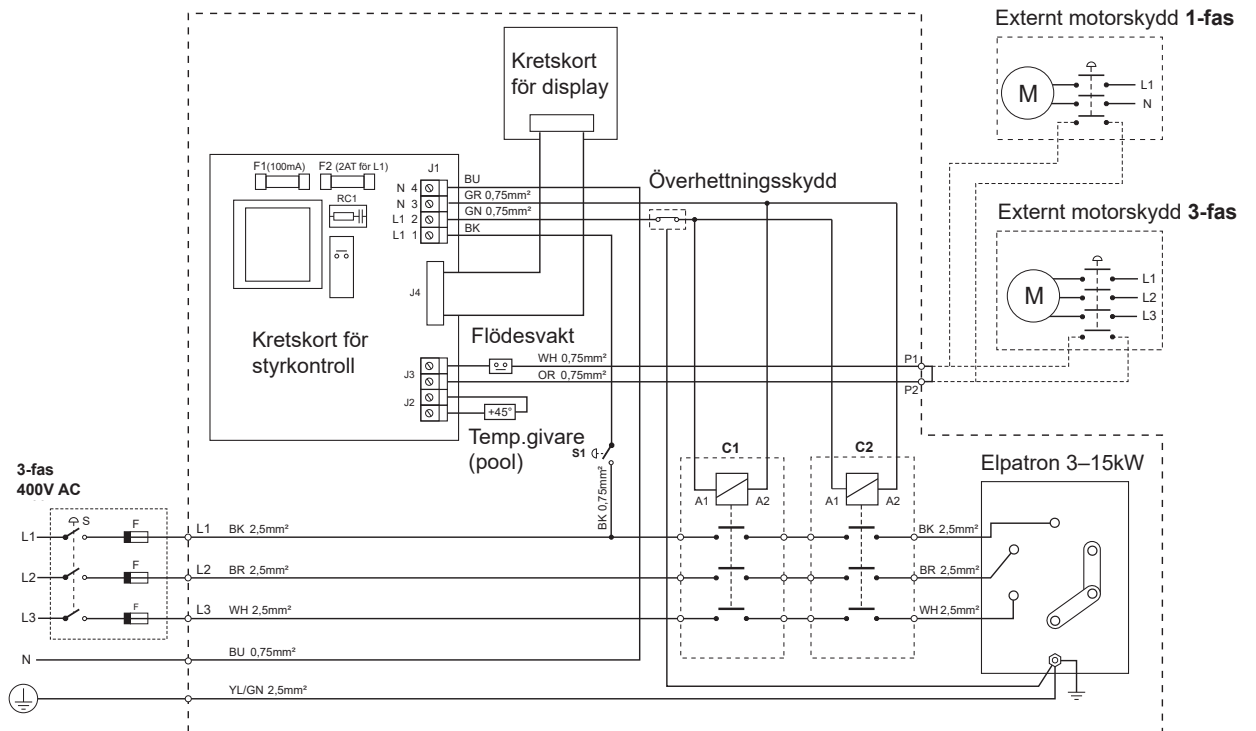 Externt motorskydd 1-fas
M
L1
N
Kretskort
för display
F1(100mA)
F2 (2AT för L1)
RC1
J1
N 4
N 3
L1 2
L1 1
BU
GR 0,75mm²
GN 0,75mm²
BK
Överhettningsskydd
Externt motorskydd 3-fas
M
L1
L2
L3
J4
Kretskort för
styrkontroll
Flödesvakt
WH 0,75mm²
OR 0,75mm²
P1
P2
J3
J2
+45°
Temp.givare
(pool)
S1
BK 0,75mm²
C1
A1
A2
C2
A1
A2
Elpatron 3–15kW
3-fas
400V AC
S
F
L1
L1
BK 2,5mm²
BK 2,5mm²
F
L2
L2
BR 2,5mm²
BR 2,5mm²
F
L3
L3
WH 2,5mm²
WH 2,5mm²
N
BU 0,75mm²
YL/GN 2,5mm²